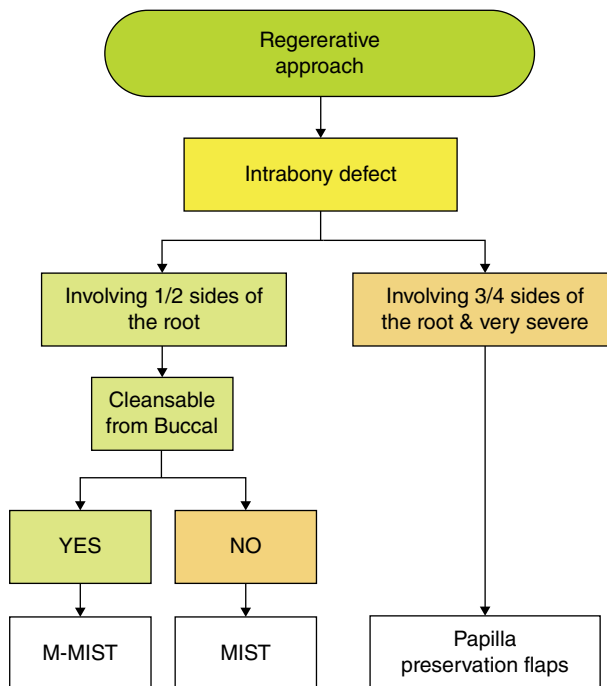 Regererative
approach
Intrabony defect
Involving 1/2 sides of
the root
Involving 3/4 sides of
the root & very severe
Cleansable
from Buccal
YES
NO
M-MIST
MIST
Papilla
preservation flaps